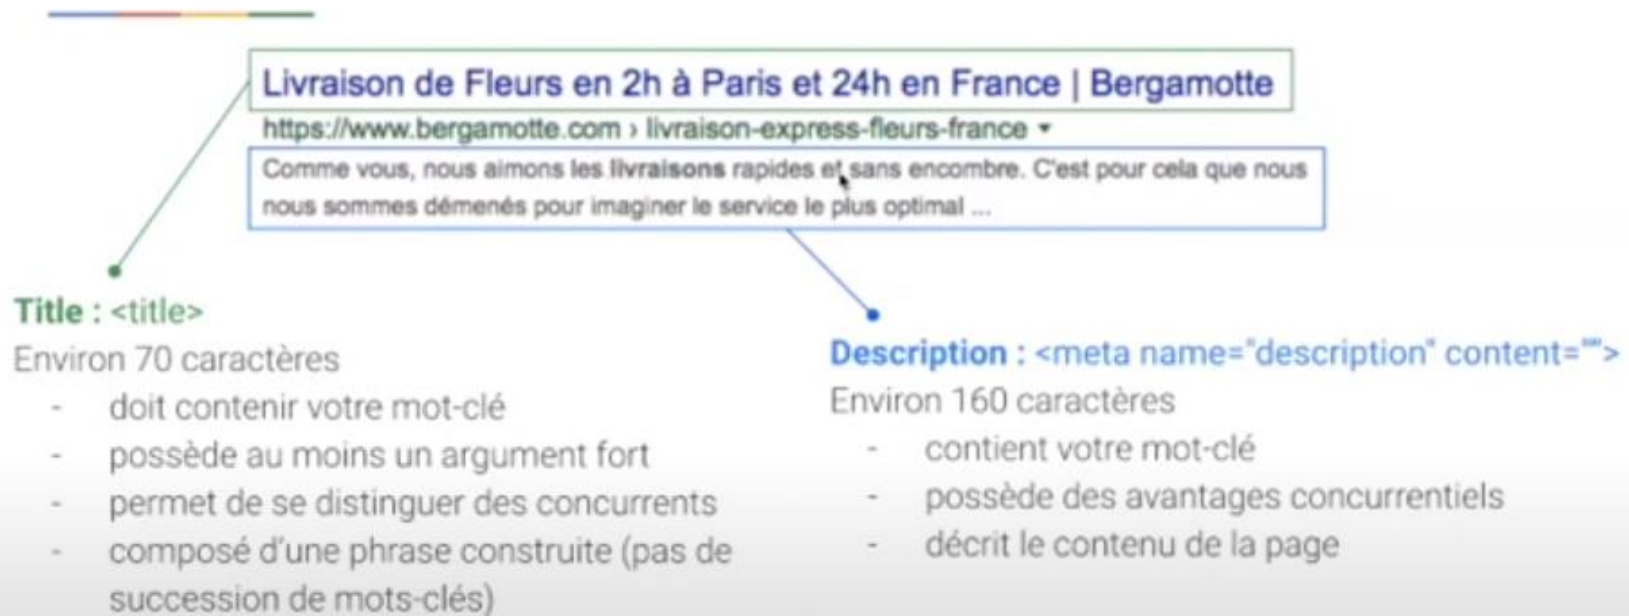 Livraison de Fleurs en 2h à Paris et 24h en France | Bergamotte
https://www.bergamotte.com › livraison-express-fleurs-france
Comme vous, nous aimons les livraisons rapides et sans encombre. C'est pour cela que nous
nous sommes démenés pour imaginer le service le plus optimal ...
Title : <title>
Environ 70 caractères
- doit contenir votre mot-clé
- possède au moins un argument fort
- permet de se distinguer des concurrents
- composé d'une phrase construite (pas de
succession de mots-clés)
Description : <meta name="description" content="">
Environ 160 caractères
- contient votre mot-clé
- possède des avantages concurrentiels
- décrit le contenu de la page